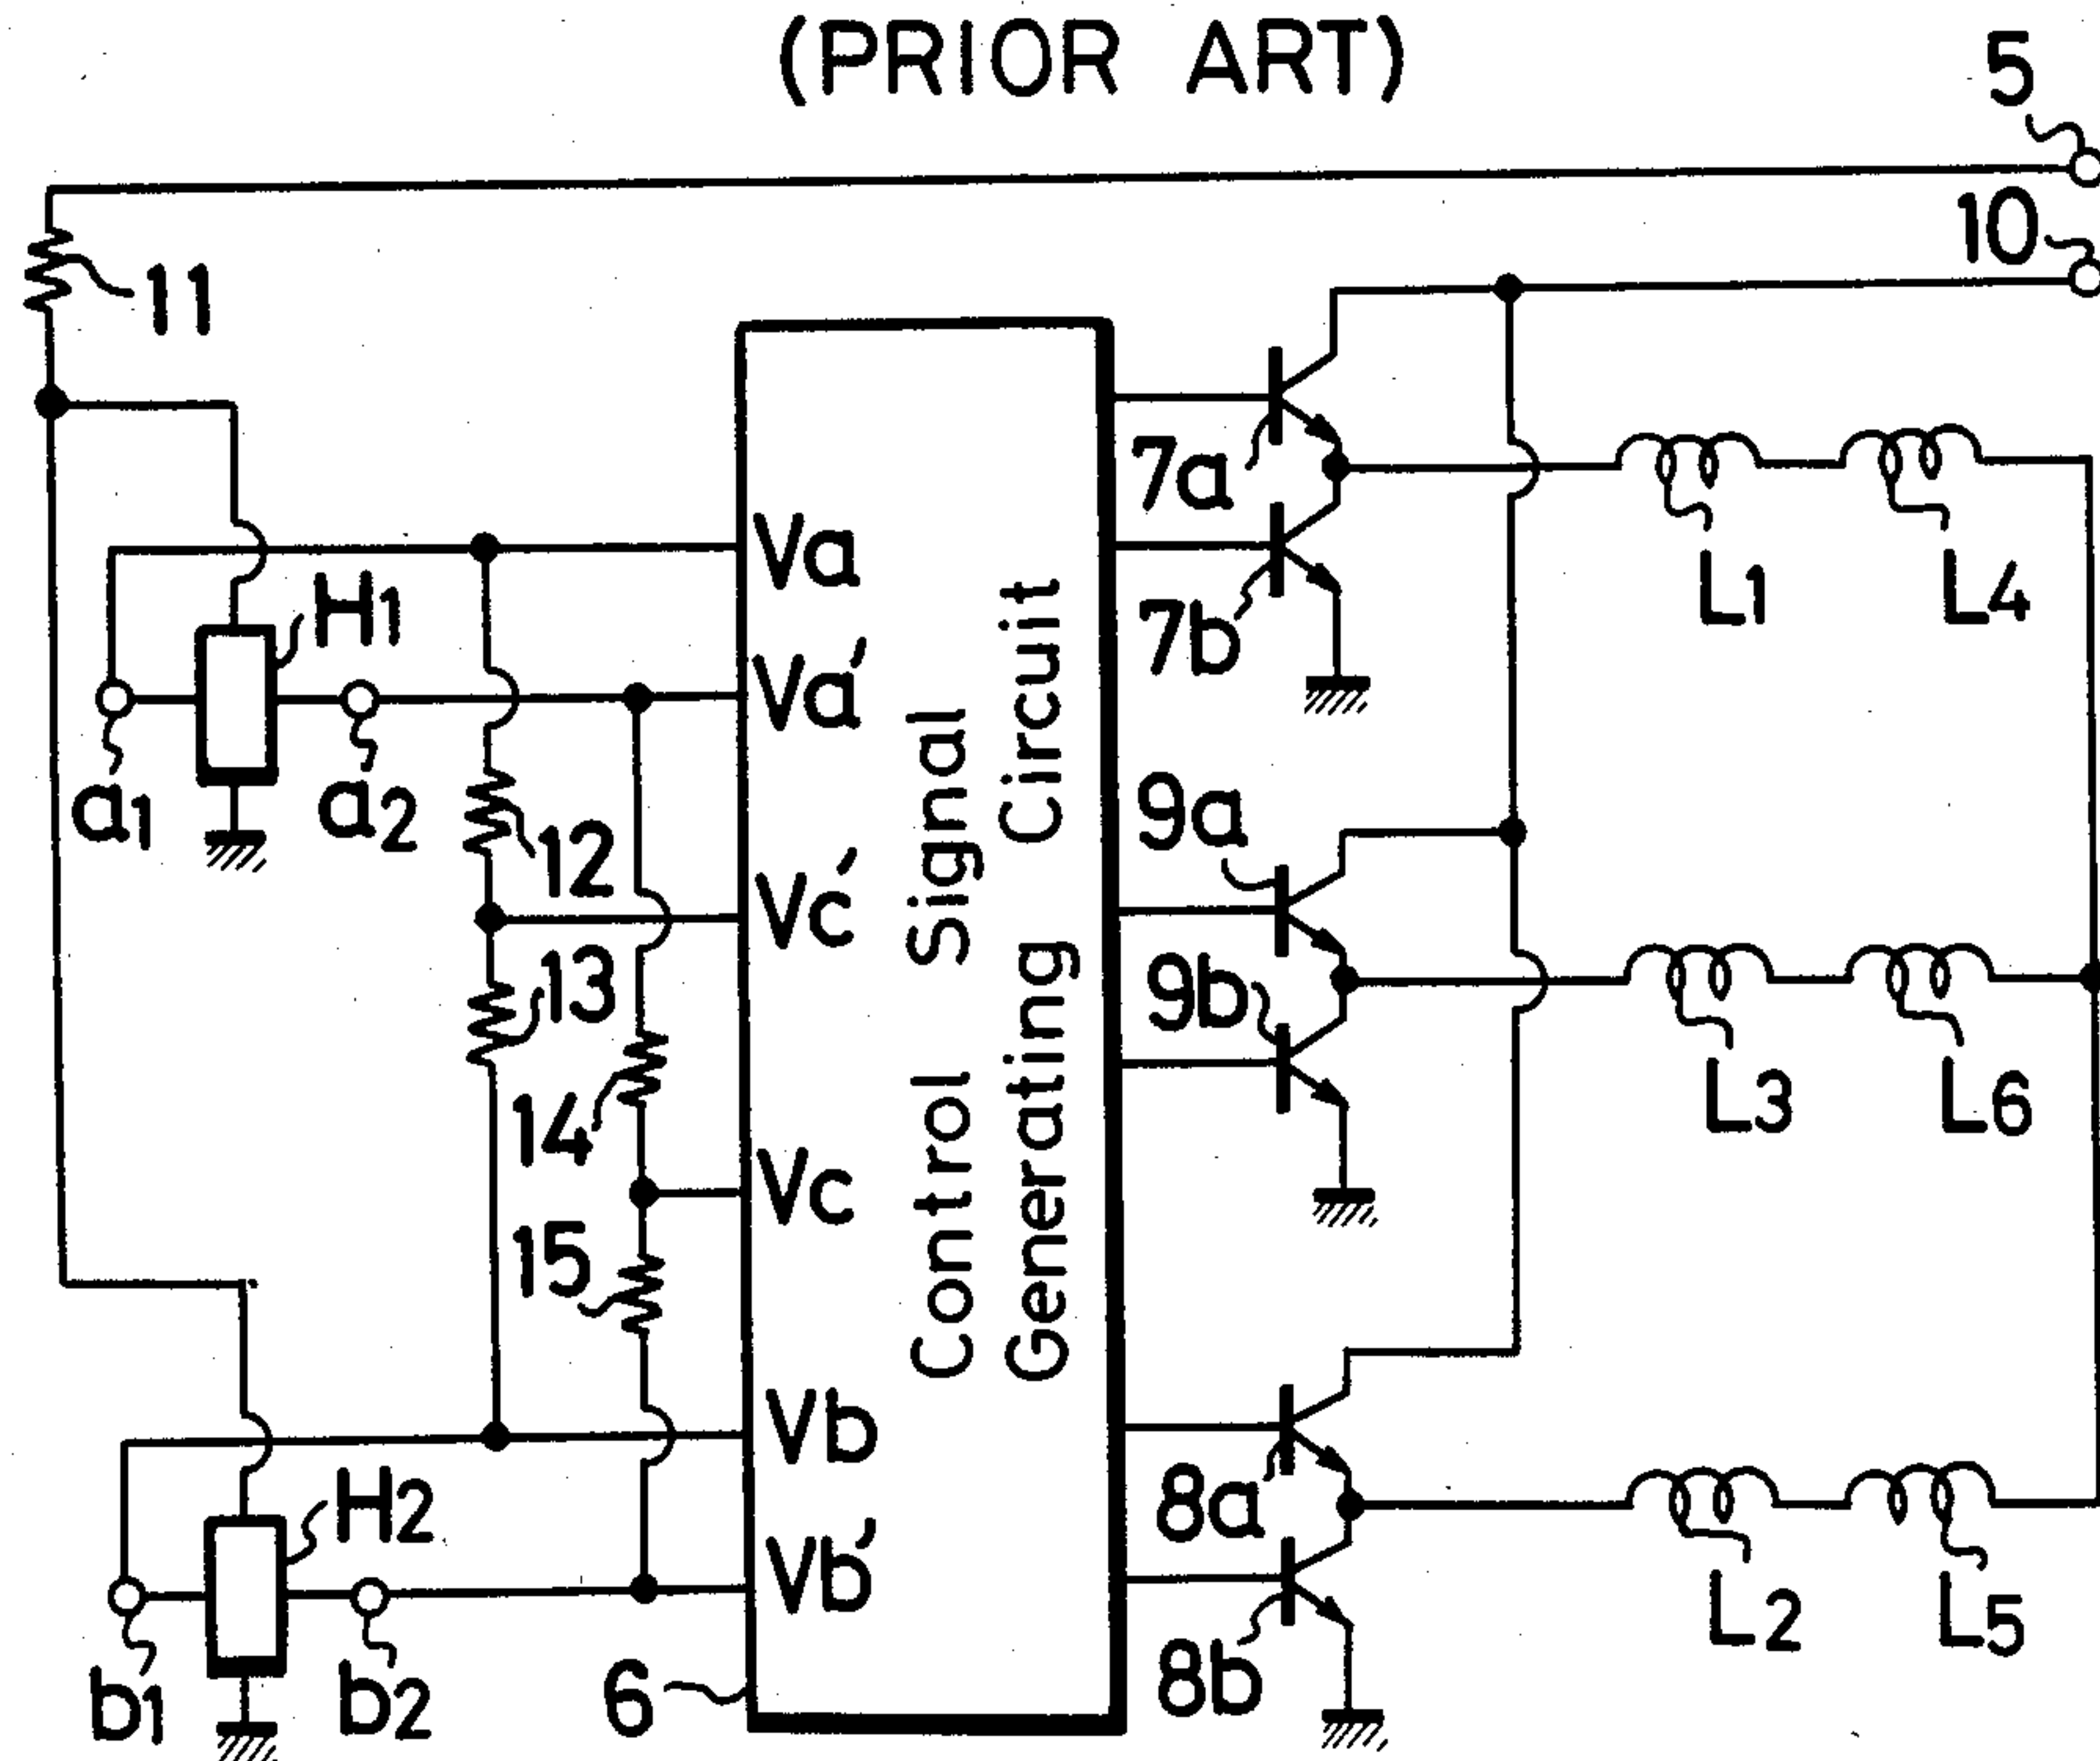 (PRIOR ART)
5
10
11
Va
7a
H1
7b
L1
L4
Va'
a1
a2
9a
12
Vc'
13
9b
14
L3
L6
Vc
15
Control Signal
Generating Circuit
Vb
H2
8a
Vb'
L2
L5
b1
b2
6
8b